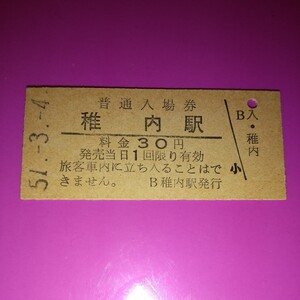 51.-3.-4
普通入場券
稚内駅
料金30円
発売当日1回限り有効
旅客車内に立ち入ることはで
きません。 B稚内駅発行
B入・稚内
小